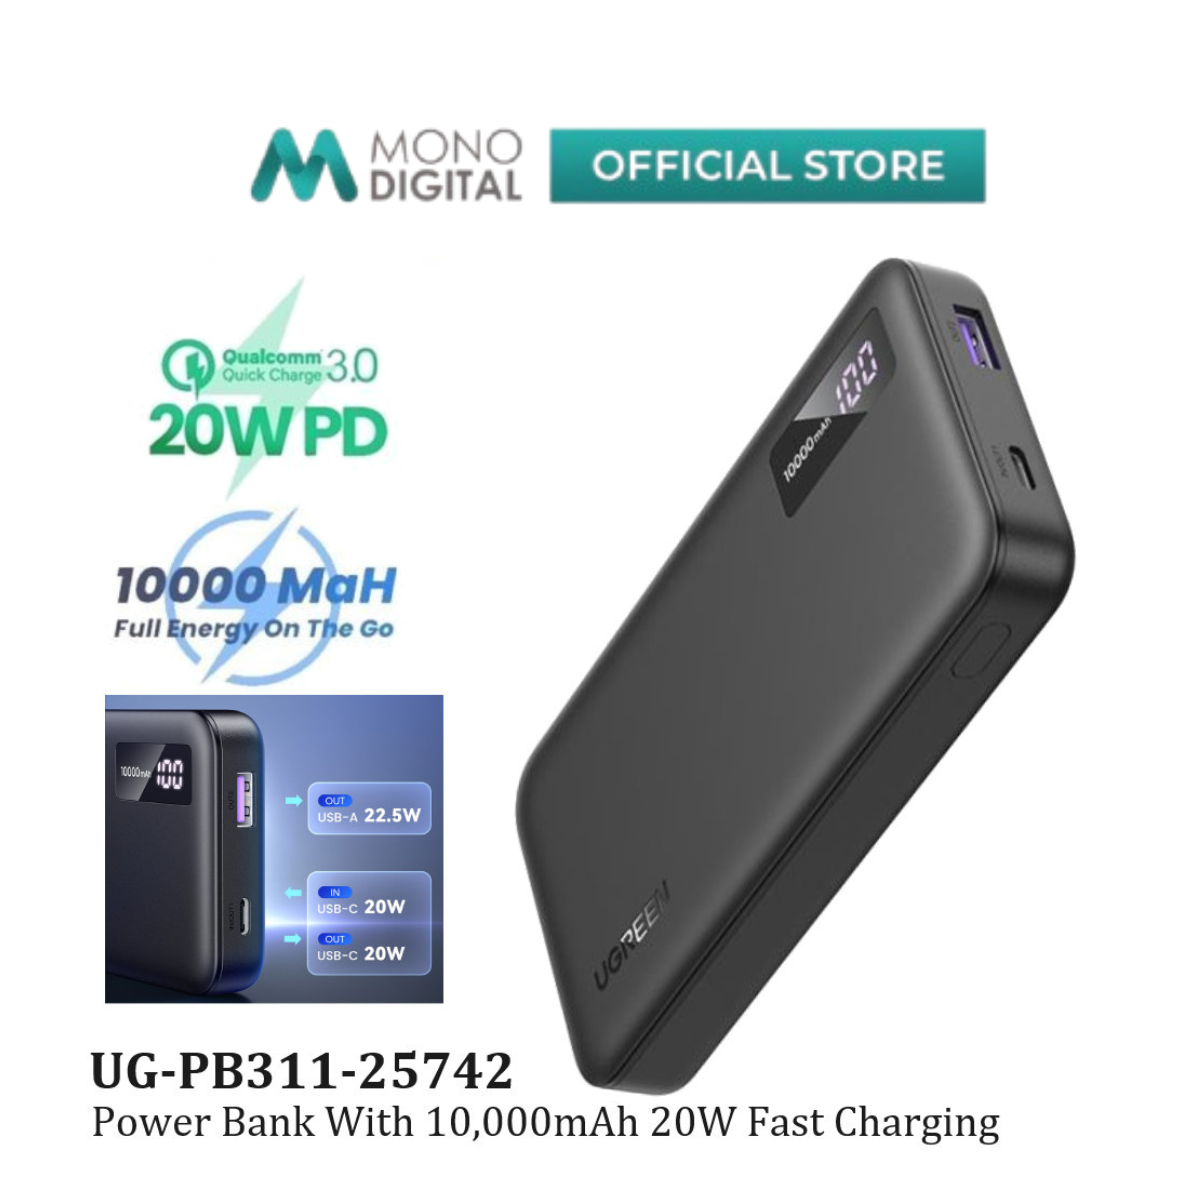 MONO
DIGITAL
OFFICIAL STORE
Qualcomm
Quick Charge 3.0
20W PD
10000 MaH
Full Energy On The Go
100
10000mAh
UGREEN
10000mAh 100
OUT2
OUT
USB-A 22.5W
IN
USB-C 20W
OUT
USB-C 20W
UG-PB311-25742
Power Bank With 10,000mAh 20W Fast Charging